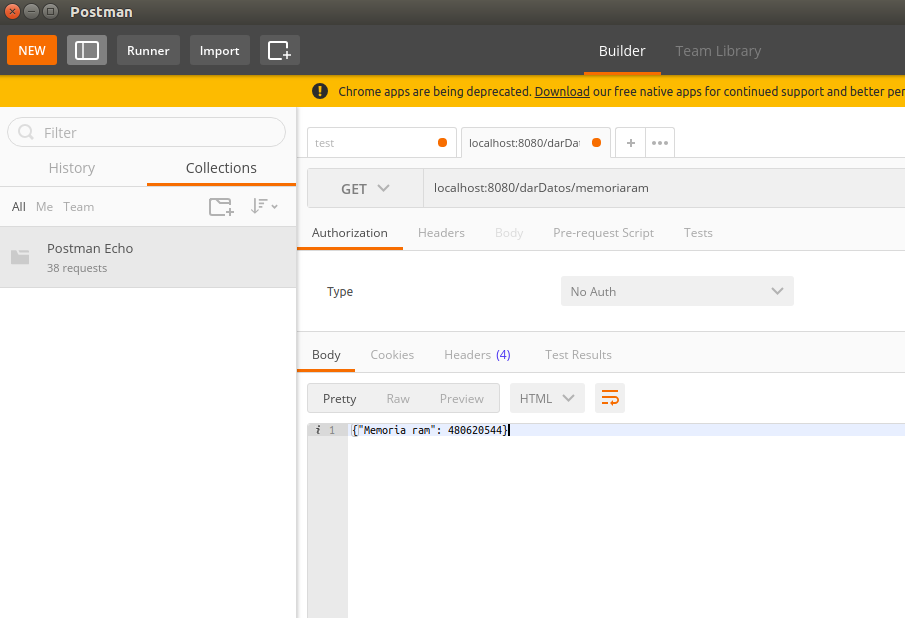 Postman
NEW
Runner
Import
Builder
Team Library
Chrome apps are being deprecated. Download our free native apps for continued support and better per
Filter
History
Collections
All
Me
Team
Postman Echo
38 requests
test
localhost:8080/darDat
GET
localhost:8080/darDatos/memoriaram
Authorization
Headers
Body
Pre-request Script
Tests
Type
No Auth
Body
Cookies
Headers (4)
Test Results
Pretty
Raw
Preview
HTML
i 1 {"Memoria ram": 480620544}